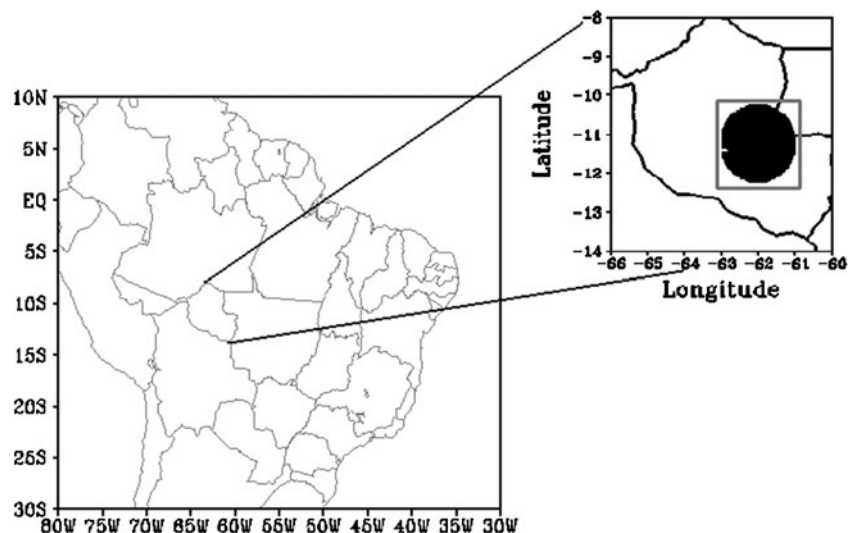 10N
5N
EQ
5S
10S
15S
20S
25S
30S
80W 75W 70W 65W 60W 55W 50W 45W 40W 35W 30W
Latitude
-8
-9
-10
-11
-12
-13
-14
-66 -65 -64 -63 -62 -61 -60
Longitude